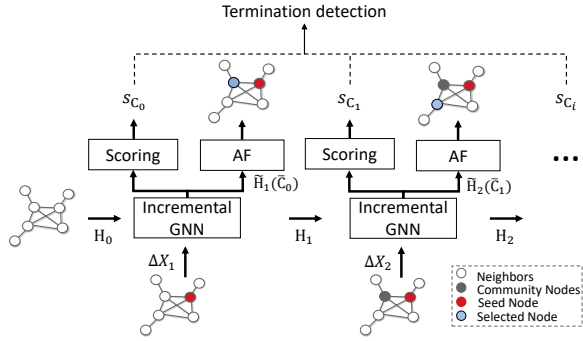 Termination detection
s_{C_0}
s_{C_1}
s_{C_i}
Scoring
AF
Scoring
AF
...
H̃_1(C̄_0)
H̃_2(C̄_1)
H_0
Incremental
GNN
H_1
Incremental
GNN
H_2
ΔX_1
ΔX_2
Neighbors
Community Nodes
Seed Node
Selected Node